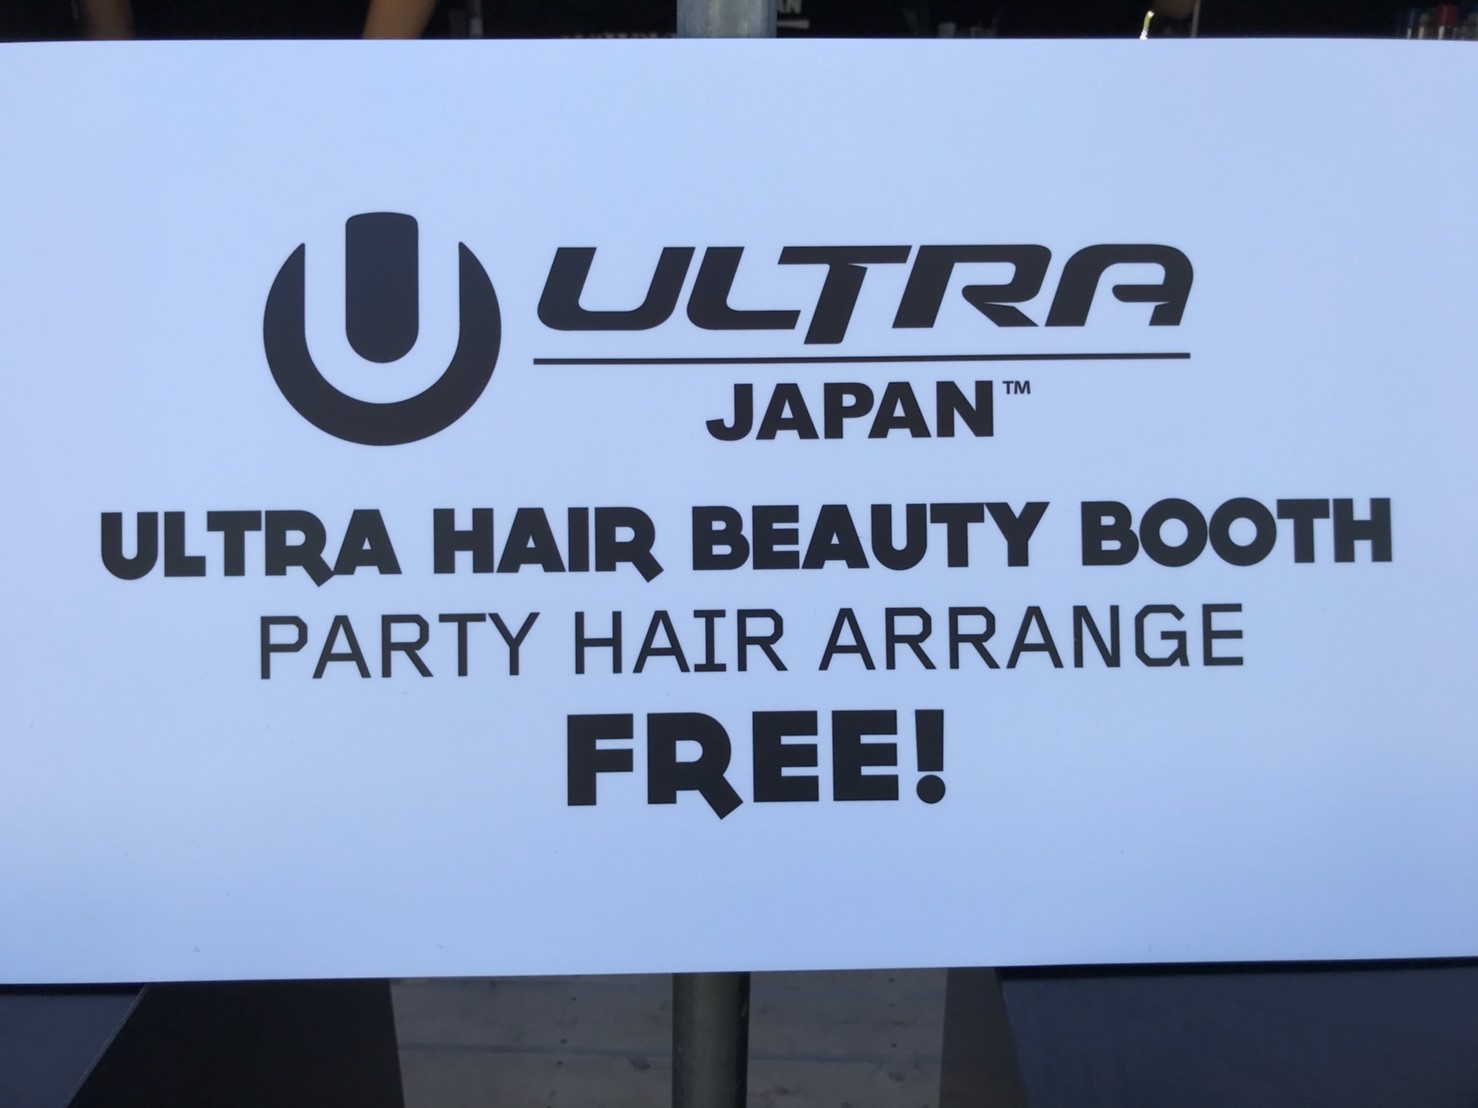 ULTRA
JAPAN™
ULTRA HAIR BEAUTY BOOTH
PARTY HAIR ARRANGE
FREE!